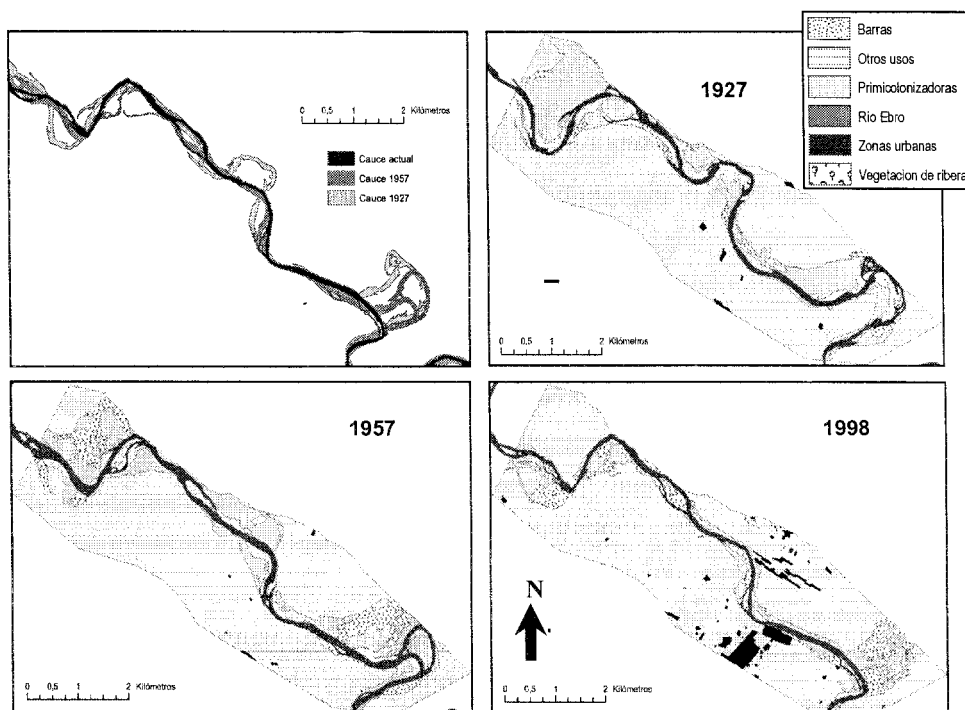 0 0,5 1 2 Kilómetros
Cauce actual
Cauce 1957
Cauce 1927
1927
Barras
Otros usos
Primicolonizadoras
Rio Ebro
Zonas urbanas
Vegetacion de ribera
0 0,5 1 2 Kilómetros
1957
0 0,5 1 2 Kilómetros
1998
N
0 0,5 1 2 Kilómetros